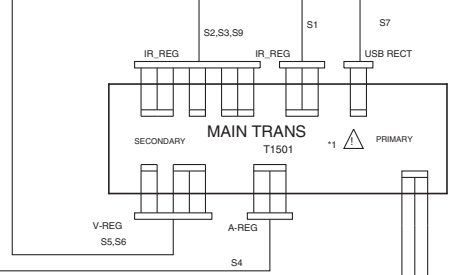 S2,S3,S9
S1
S7
IR_REG
IR_REG
USB RECT
SECONDARY
MAIN TRANS
T1501
*1
!
PRIMARY
V-REG
S5,S6
A-REG
S4